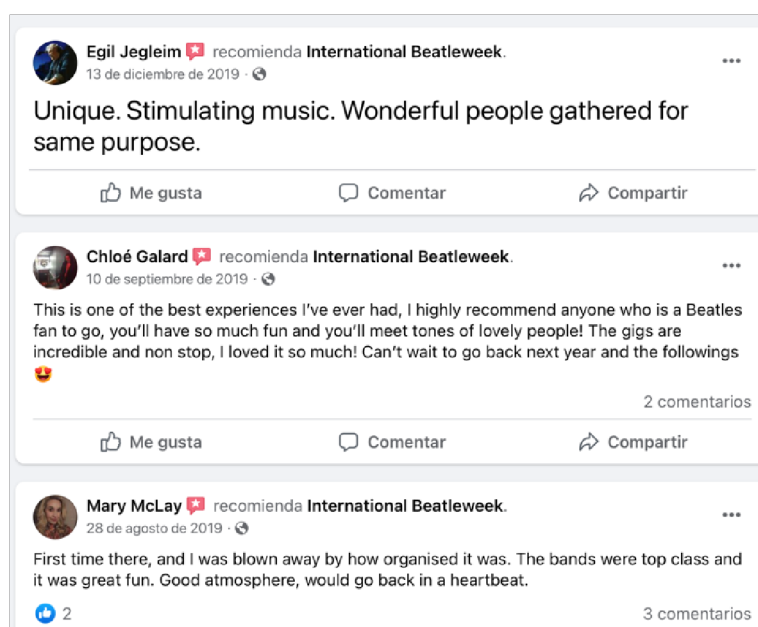 Egil Jegleim recomienda International Beatleweek.
13 de diciembre de 2019 ·
Unique. Stimulating music. Wonderful people gathered for
same purpose.
Me gusta Comentar Compartir
Chloé Galard recomienda International Beatleweek.
10 de septiembre de 2019 ·
This is one of the best experiences I've ever had, I highly recommend anyone who is a Beatles
fan to go, you'll have so much fun and you'll meet tones of lovely people! The gigs are
incredible and non stop, I loved it so much! Can't wait to go back next year and the followings
😍
2 comentarios
Me gusta Comentar Compartir
Mary McLay recomienda International Beatleweek.
28 de agosto de 2019 ·
First time there, and I was blown away by how organised it was. The bands were top class and
it was great fun. Good atmosphere, would go back in a heartbeat.
2 3 comentarios